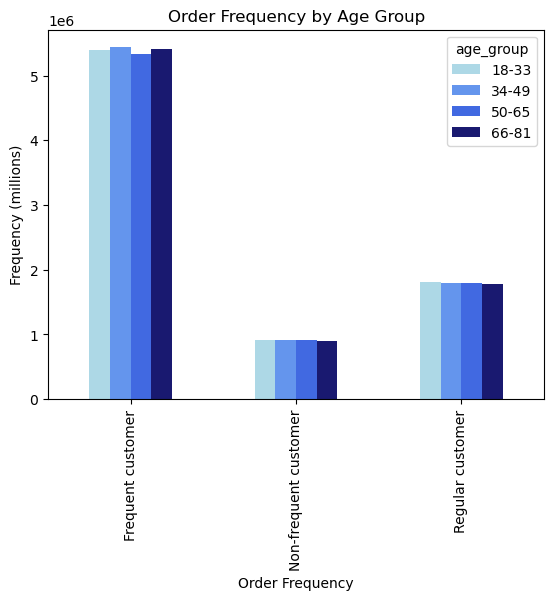 Order Frequency by Age Group
1e6
age_group
18-33
34-49
50-65
66-81
Frequency (millions)
5
4
3
2
1
0
Frequent customer
Non-frequent customer
Regular customer
Order Frequency